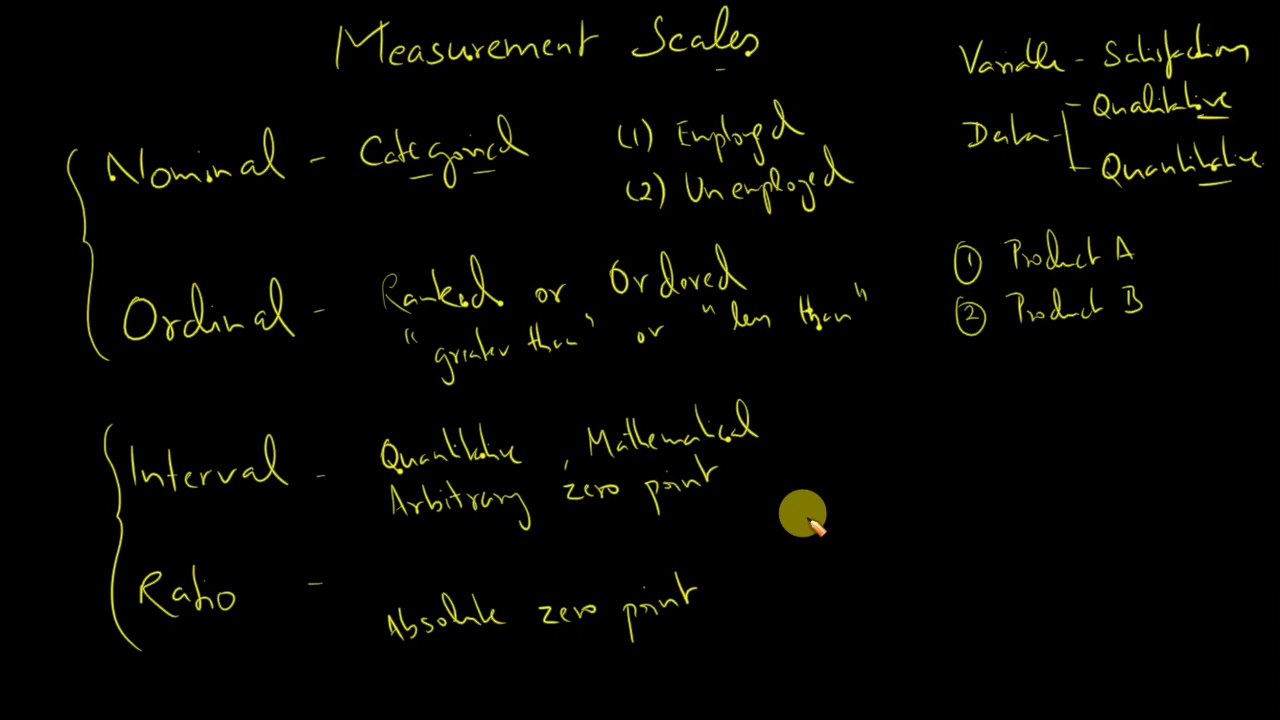 Measurement Scales
Nominal - Categorical
(1) Employed
(2) Unemployed
Ordinal - Ranked or Ordered
"greater than" or "less than"
Interval - Quantitative, Mathematical
Arbitrary zero point
Ratio -
Absolute zero point
Variable - Satisfaction
Data - Qualitative
- Quantitative
① Product A
② Product B